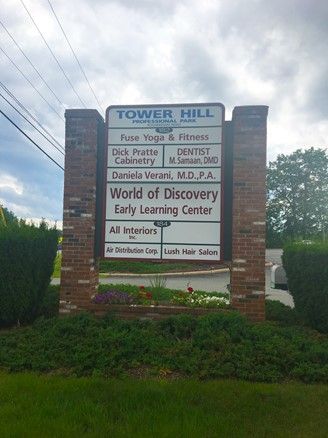 TOWER HILL
PROFESSIONAL PARK
Fuse Yoga & Fitness
Dick Pratte
Cabinetry
DENTIST
M. Samaan, DMD
Daniela Verani, M.D.,P.A.
World of Discovery
Early Learning Center
All Interiors
Inc.
Air Distribution Corp.
Lush Hair Salon